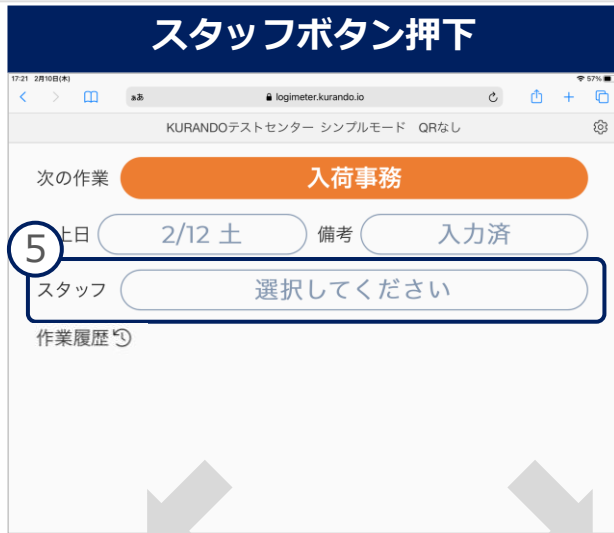 スタッフボタン押下
17:21 2月10日(木) 57%
ぁあ logimeter.kurando.io
KURANDOテストセンター シンプルモード QRなし
次の作業 入荷事務
上日 2/12 土 備考 入力済
5
スタッフ 選択してください
作業履歴